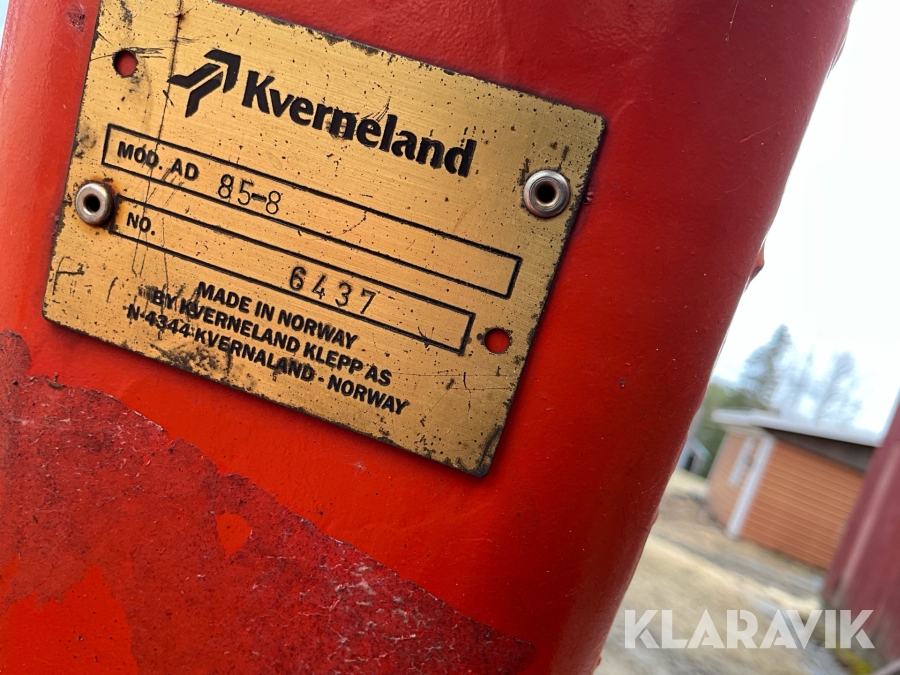 Kverneland
MOD. AD 85-8
NO. 6437
MADE IN NORWAY
BY KVERNELAND KLEPP AS
N-4344 KVERNALAND - NORWAY
KLARAVIK